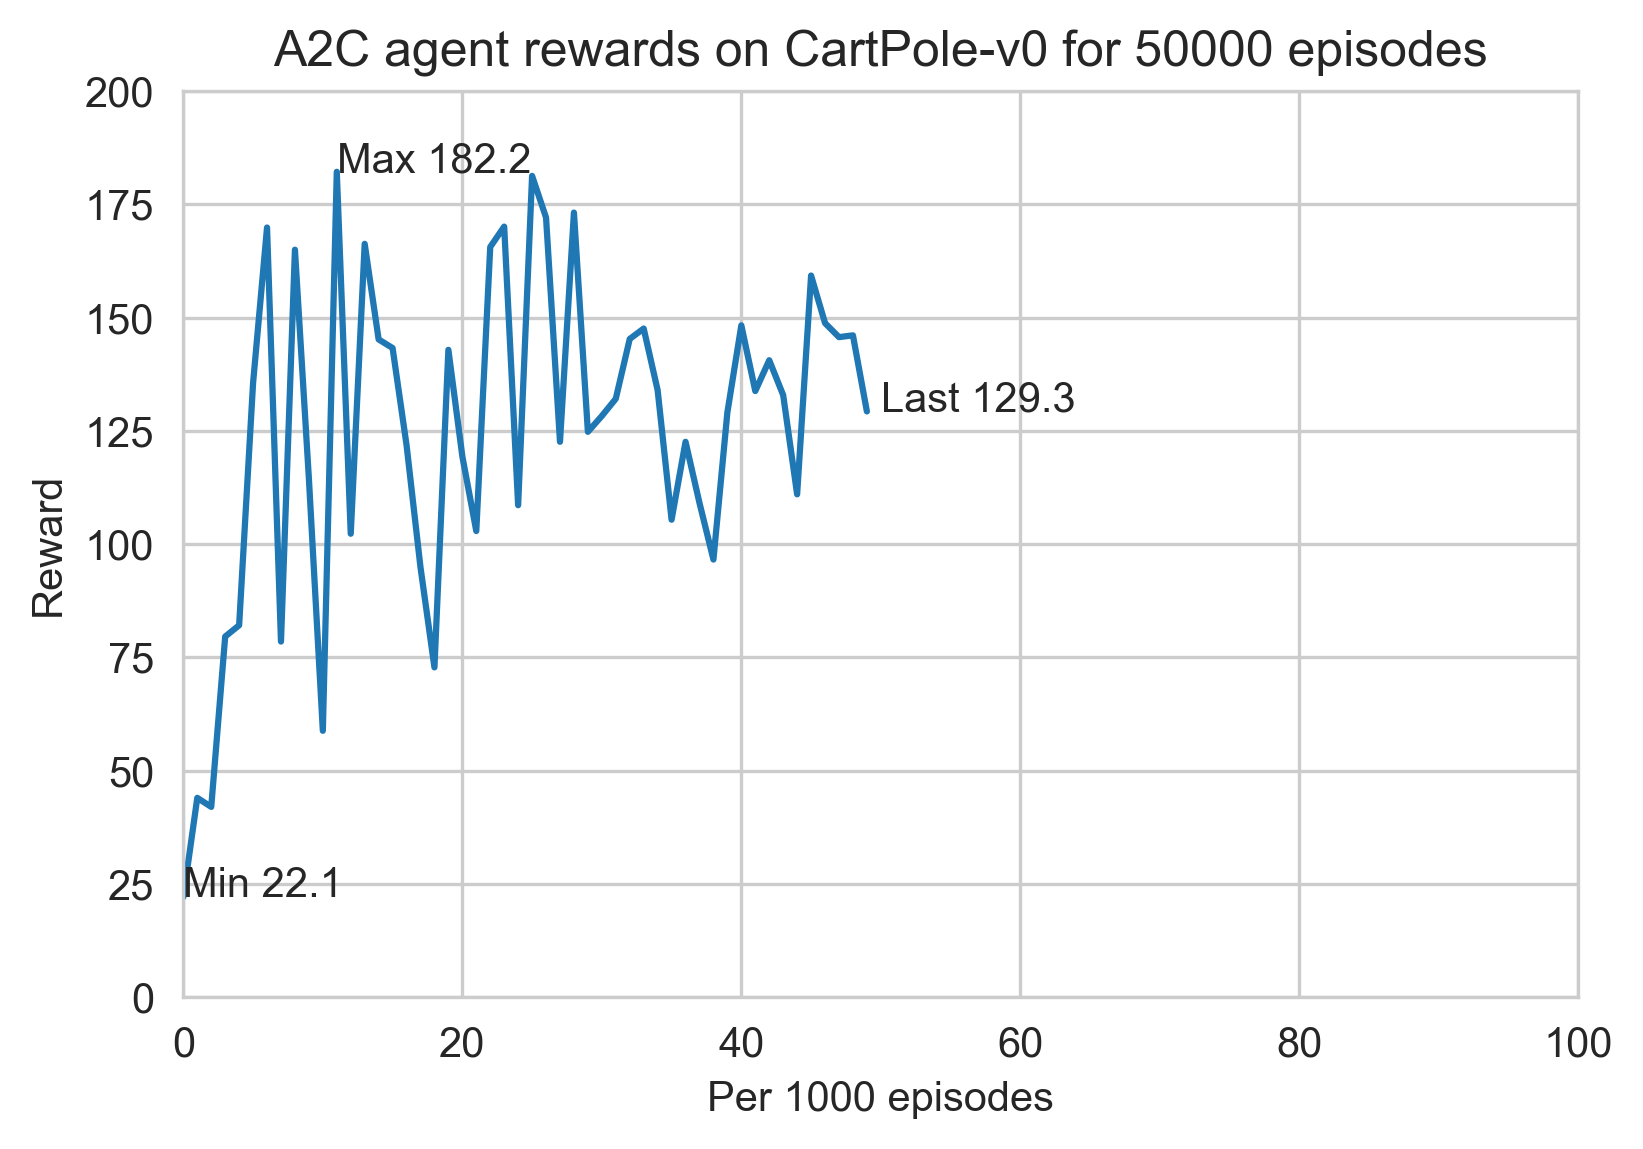 A2C agent rewards on CartPole-v0 for 50000 episodes
200
175
150
125
100
75
50
25
0
Reward
Max 182.2
Last 129.3
Min 22.1
0 20 40 60 80 100
Per 1000 episodes